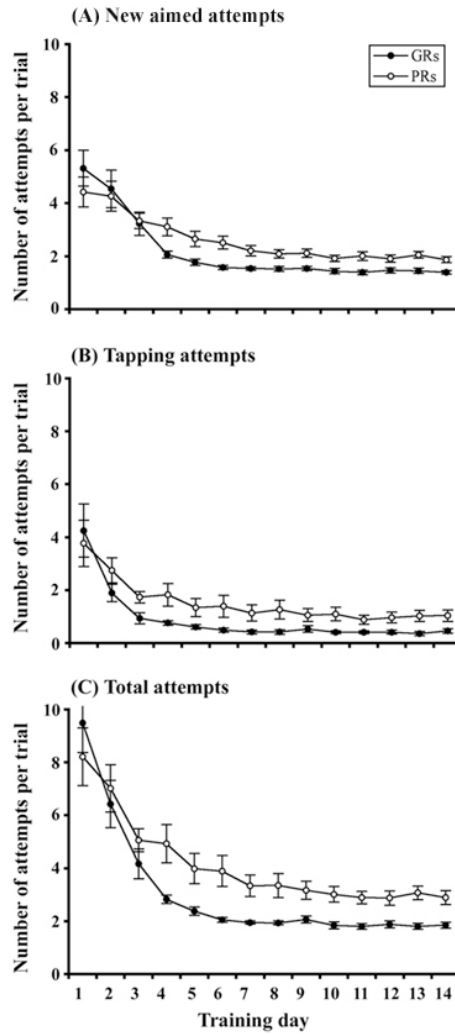 (A) New aimed attempts
10
8
6
4
2
0
Number of attempts per trial
GRs
PRs
(B) Tapping attempts
10
8
6
4
2
0
Number of attempts per trial
(C) Total attempts
10
8
6
4
2
0
Number of attempts per trial
1 2 3 4 5 6 7 8 9 10 11 12 13 14
Training day